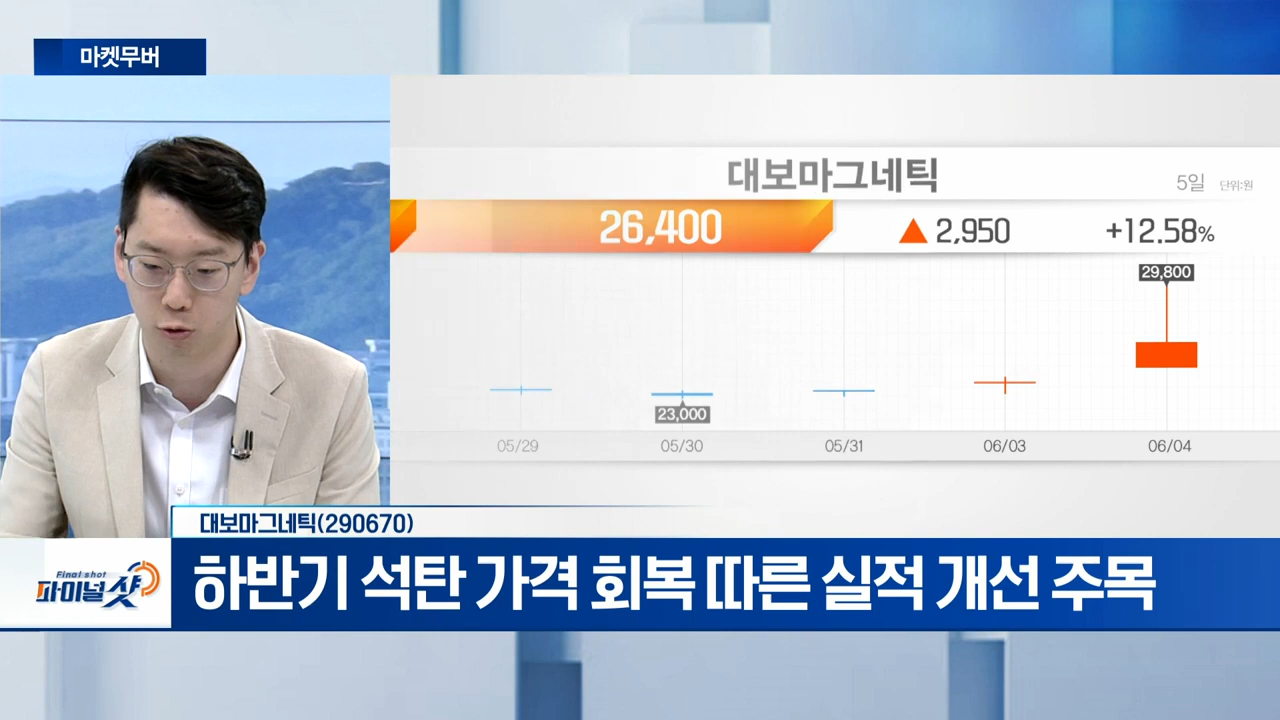 마켓무버
대보마그네틱
5일 단위:원
26,400 ▲ 2,950 +12.58%
29,800
23,000
05/29 05/30 05/31 06/03 06/04
대보마그네틱(290670)
Final shot
파이널샷
하반기 석탄 가격 회복 따른 실적 개선 주목